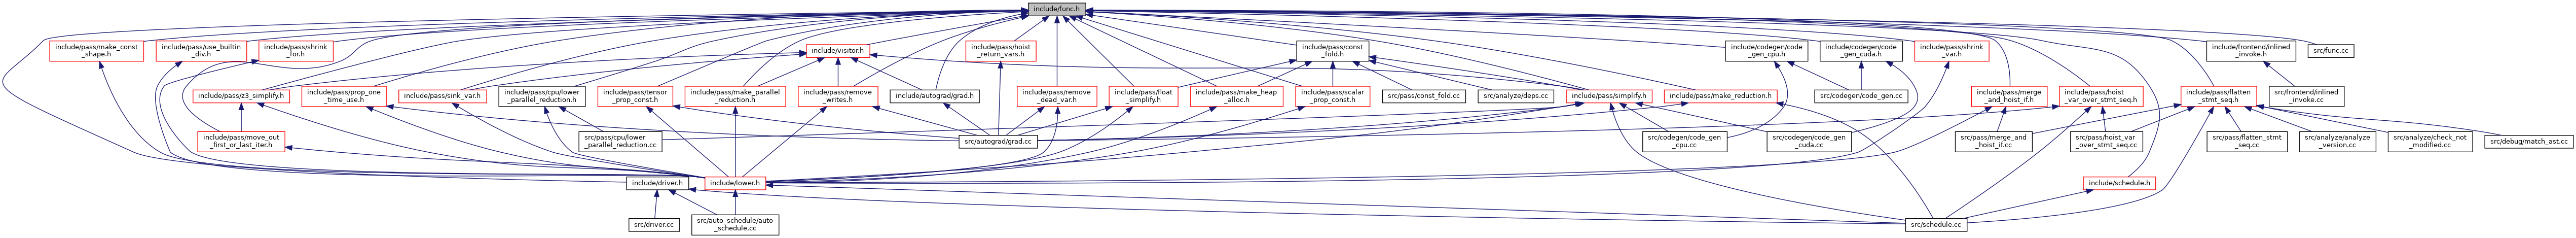 include/func.h
include/pass/make_const
_shape.h
include/pass/use_builtin
_div.h
include/pass/shrink
_for.h
include/visitor.h
include/pass/hoist
_return_vars.h
include/pass/const
_fold.h
include/codegen/code
_gen_cpu.h
include/codegen/code
_gen_cuda.h
include/pass/shrink
_var.h
include/frontend/inlined
_invoke.h
src/func.cc
include/pass/z3_simplify.h
include/pass/prop_one
_time_use.h
include/pass/sink_var.h
include/pass/cpu/lower
_parallel_reduction.h
include/pass/tensor
_prop_const.h
include/pass/make_parallel
_reduction.h
include/pass/remove
_writes.h
include/autograd/grad.h
include/pass/remove
_dead_var.h
include/pass/float
_simplify.h
include/pass/make_heap
_alloc.h
include/pass/scalar
_prop_const.h
src/pass/const_fold.cc
src/analyze/deps.cc
include/pass/simplify.h
include/pass/make_reduction.h
src/codegen/code_gen.cc
include/pass/merge
_and_hoist_if.h
include/pass/hoist
_var_over_stmt_seq.h
include/pass/flatten
_stmt_seq.h
src/frontend/inlined
_invoke.cc
include/pass/move_out
_first_or_last_iter.h
src/pass/cpu/lower
_parallel_reduction.cc
src/autograd/grad.cc
src/codegen/code_gen
_cpu.cc
src/codegen/code_gen
_cuda.cc
src/pass/merge_and
_hoist_if.cc
src/pass/hoist_var
_over_stmt_seq.cc
src/pass/flatten_stmt
_seq.cc
src/analyze/analyze
_version.cc
src/analyze/check_not
_modified.cc
src/debug/match_ast.cc
include/driver.h
include/lower.h
include/schedule.h
src/driver.cc
src/auto_schedule/auto
_schedule.cc
src/schedule.cc